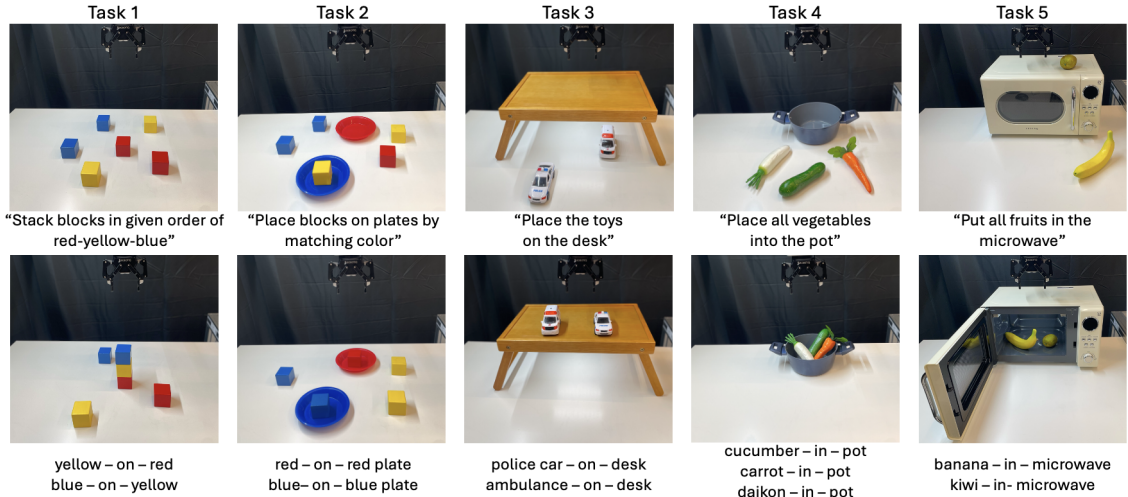 Task 1
Task 2
Task 3
Task 4
Task 5
“Stack blocks in given order of
red-yellow-blue”
“Place blocks on plates by
matching color”
“Place the toys
on the desk”
“Place all vegetables
into the pot”
“Put all fruits in the
microwave”
yellow – on – red
blue – on – yellow
red – on – red plate
blue– on – blue plate
police car – on – desk
ambulance – on – desk
cucumber – in – pot
carrot – in – pot
daikon – in – pot
banana – in – microwave
kiwi – in- microwave